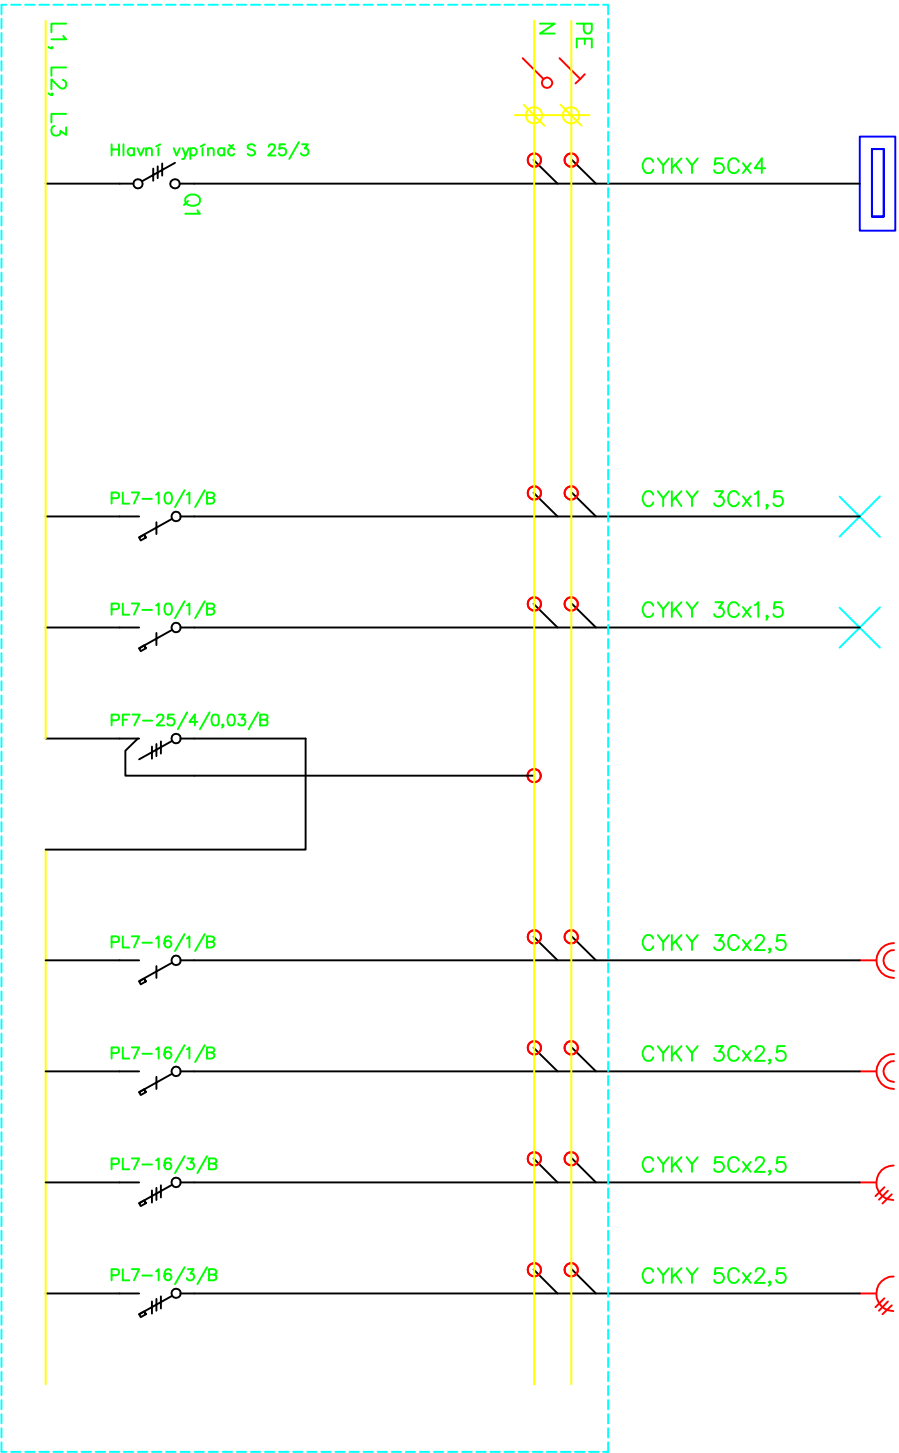 L1, L2, L3
N
PE
Hlavní vypínač S 25/3
CYKY 5Cx4
Q1
PL7-10/1/B
CYKY 3Cx1,5
PL7-10/1/B
CYKY 3Cx1,5
PF7-25/4/0,03/B
PL7-16/1/B
CYKY 3Cx2,5
PL7-16/1/B
CYKY 3Cx2,5
PL7-16/3/B
CYKY 5Cx2,5
PL7-16/3/B
CYKY 5Cx2,5